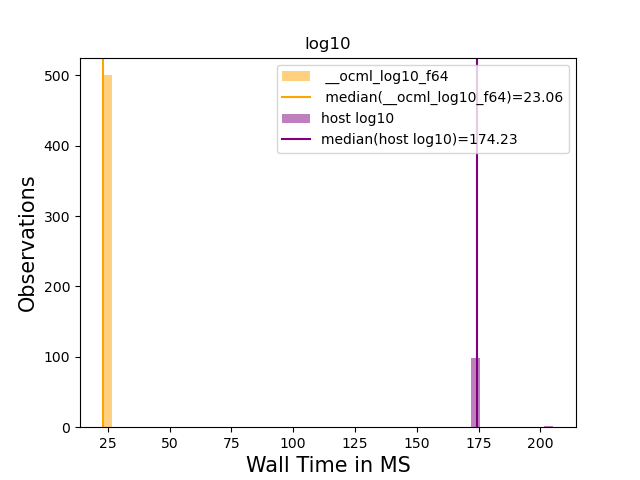 log10
__ocml_log10_f64
median(__ocml_log10_f64)=23.06
host log10
median(host log10)=174.23
Observations
500
400
300
200
100
0
25
50
75
100
125
150
175
200
Wall Time in MS